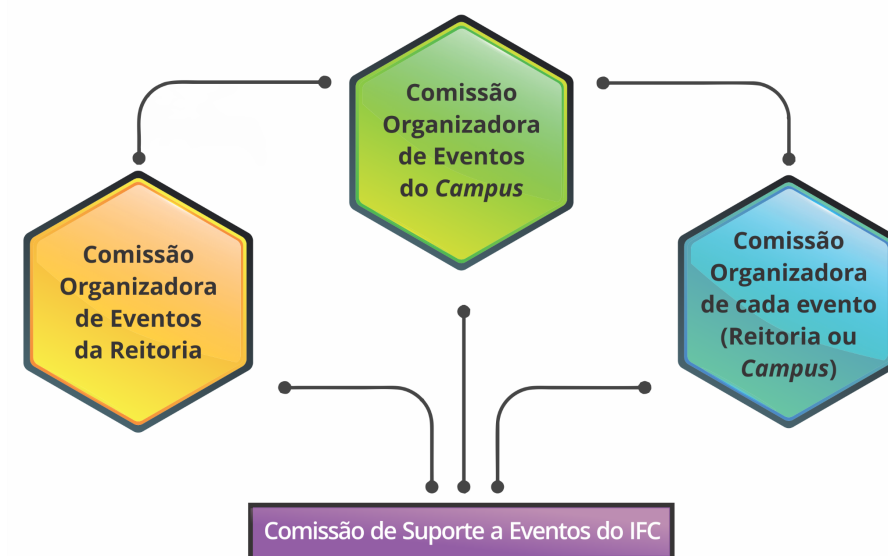 Comissão
Organizadora
de Eventos
do Campus
Comissão
Organizadora
de Eventos
da Reitoria
Comissão
Organizadora
de cada evento
(Reitoria ou
Campus)
Comissão de Suporte a Eventos do IFC